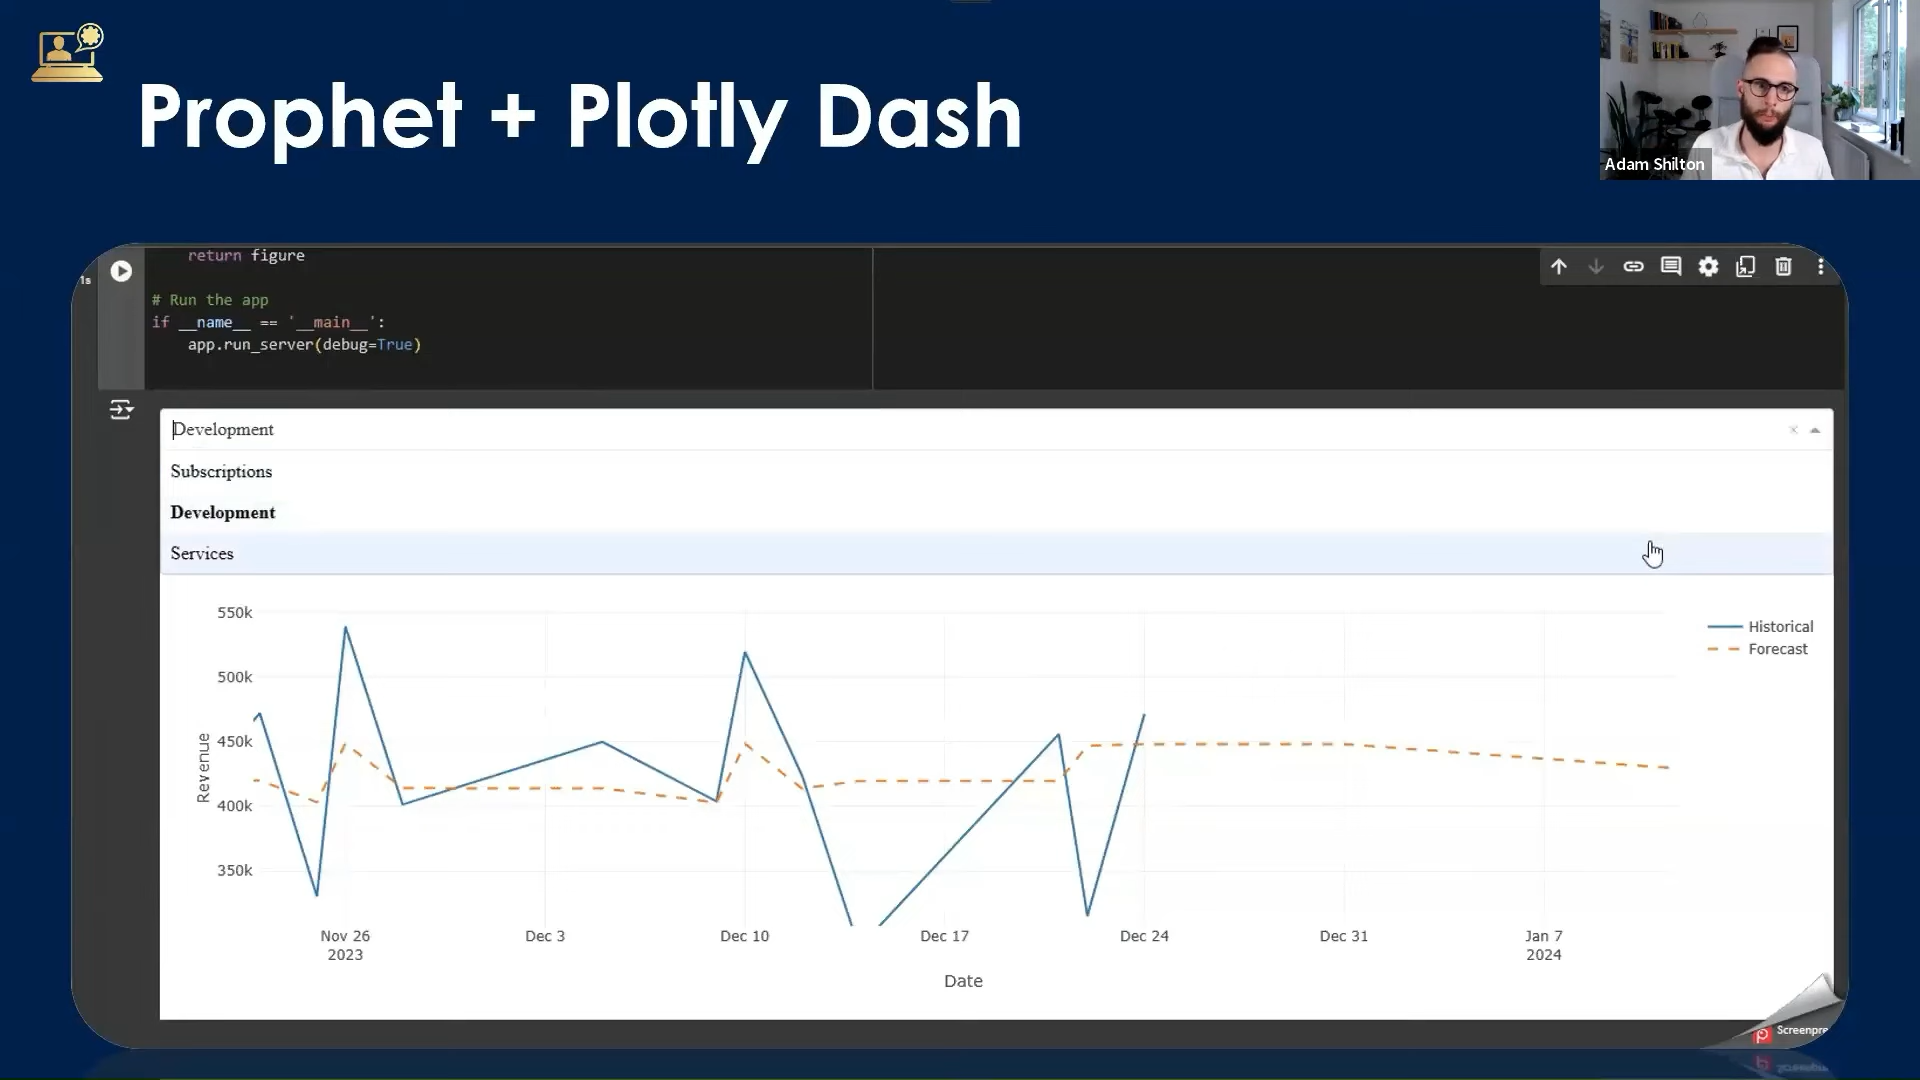 Prophet + Plotly Dash
Adam Shilton
return figure
1s
# Run the app
if __name__ == '__main__':
app.run_server(debug=True)
Development
Subscriptions
Development
Services
550k
500k
450k
400k
350k
Revenue
Historical
Forecast
Nov 26
2023
Dec 3
Dec 10
Dec 17
Dec 24
Dec 31
Jan 7
2024
Date
Screenpre